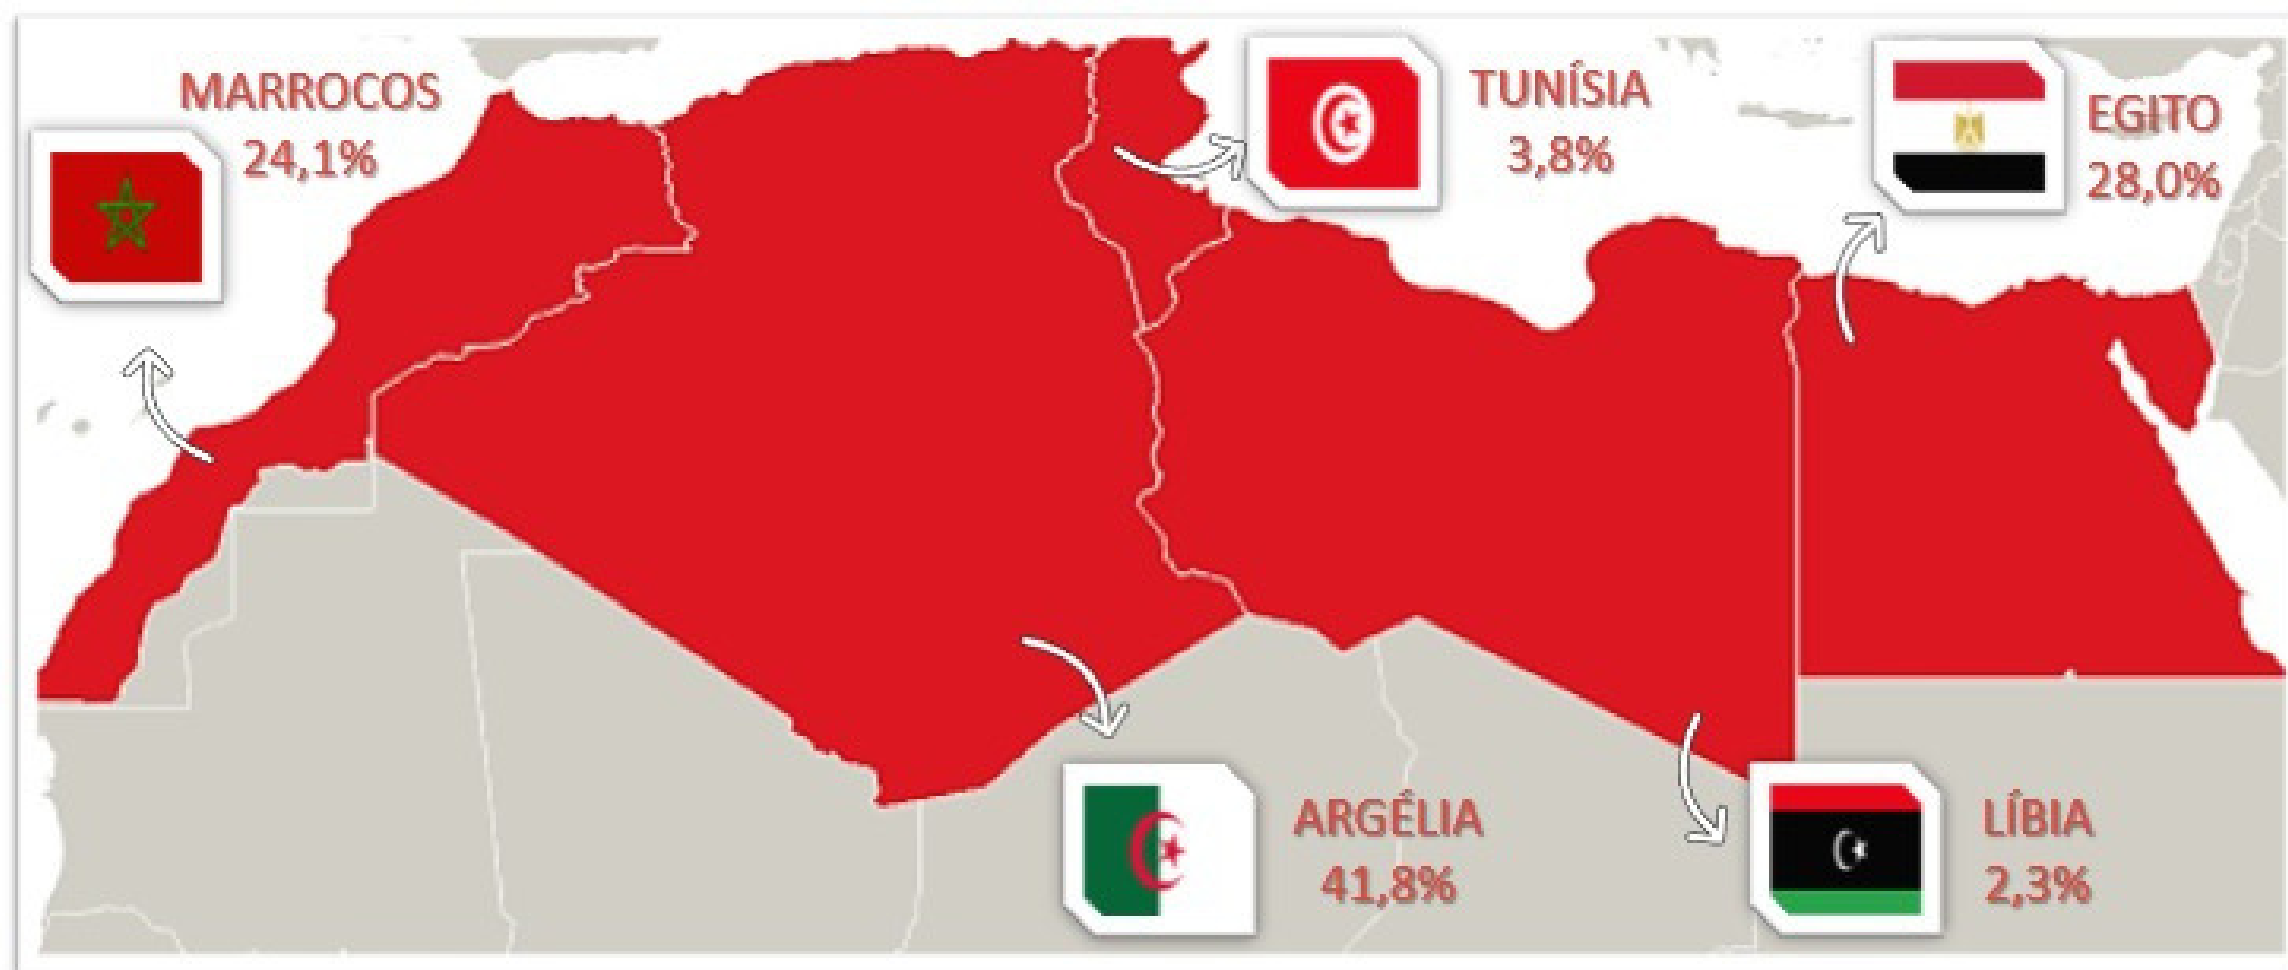 MARROCOS
24,1%
TUNÍSIA
3,8%
EGITO
28,0%
ARGÉLIA
41,8%
LÍBIA
2,3%